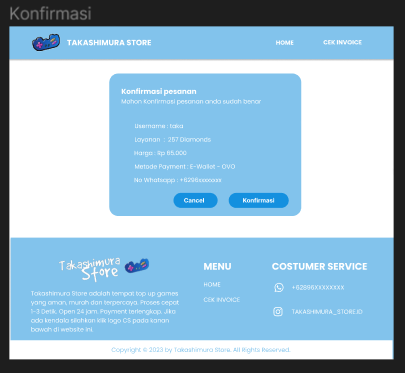 Konfirmasi
TAKASHIMURA STORE
HOME
CEK INVOICE
Konfirmasi pesanan
Mohon Konfirmasi pesanan anda sudah benar
Username : taka
Layanan : 257 Diamonds
Harga : Rp 65.000
Metode Payment : E-Wallet - OVO
No Whatsapp : +6296xxxxxxx
Cancel
Konfirmasi
Takashimura
Store
Takashimura Store adalah tempat top up games
yang aman, murah dan terpercaya. Proses cepat
1-3 Detik. Open 24 jam. Payment terlengkap. Jika
ada kendala silahkan klik logo CS pada kanan
bawah di website ini.
MENU
HOME
CEK INVOICE
COSTUMER SERVICE
+62896XXXXXXXX
TAKASHIMURA_STORE.ID
Copyright © 2023 by Takashimura Store. All Rights Reserved.